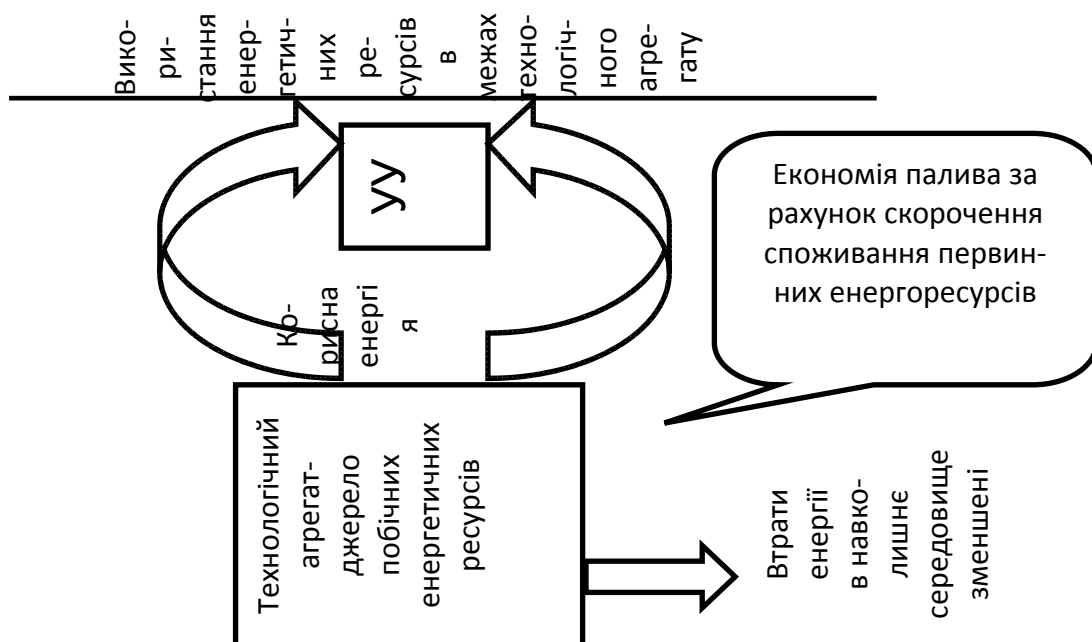 Вико-
ри-
стання
енер-
гетич-
них
ре-
сурсів
в
межах
техно-
логіч-
ного
агре-
гату
УУ
Економія палива за
рахунок скорочення
споживання первин-
них енергоресурсів
Ко-
рисна
енергі
я
Технологічний
агрегат-
джерело
побічних
енергетичних
ресурсів
Втрати
енергії
в навко-
лишнє
середовище
зменшені